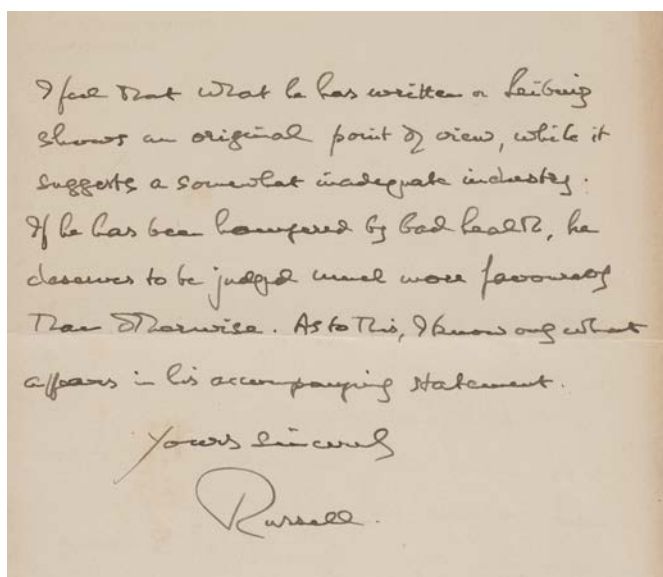 I feel that what he has written on Leibniz
shows an original point of view, while it
suggests a somewhat inadequate industry.
If he has been hampered by bad health, he
deserves to be judged much more favourably
than otherwise. As to this, I know only what
appears in his accompanying statement.
Yours sincerely
Russell.